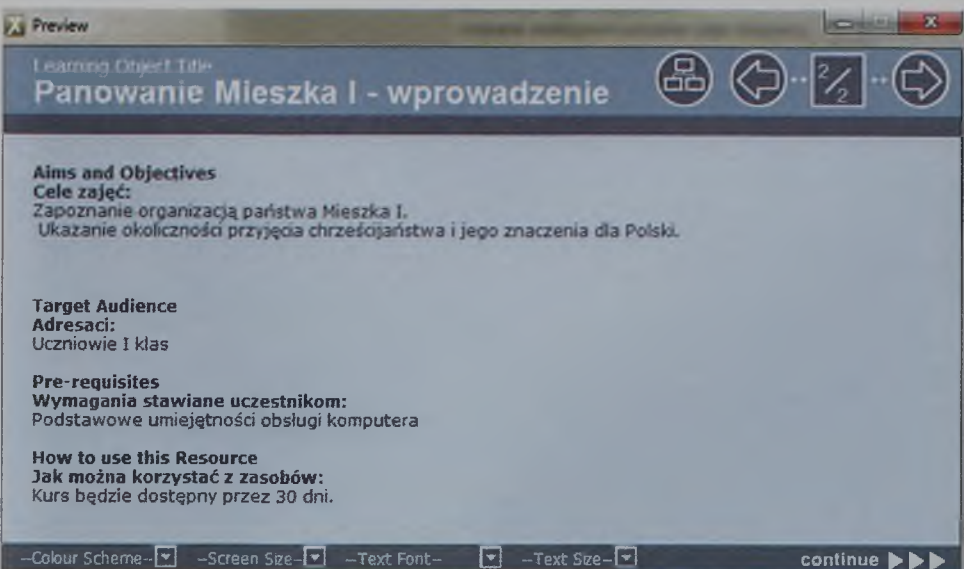 Preview
Learning Object Title
Panowanie Mieszka I - wprowadzenie
2/2
Aims and Objectives
Cele zajęć:
Zapoznanie organizacją państwa Mieszka I.
Ukazanie okoliczności przyjęcia chrześcijaństwa i jego znaczenia dla Polski.
Target Audience
Adresaci:
Uczniowie I klas
Pre-requisites
Wymagania stawiane uczestnikom:
Podstawowe umiejętności obsługi komputera
How to use this Resource
Jak można korzystać z zasobów:
Kurs będzie dostępny przez 30 dni.
--Colour Scheme-- --Screen Size-- --Text Font-- --Text Size-- continue